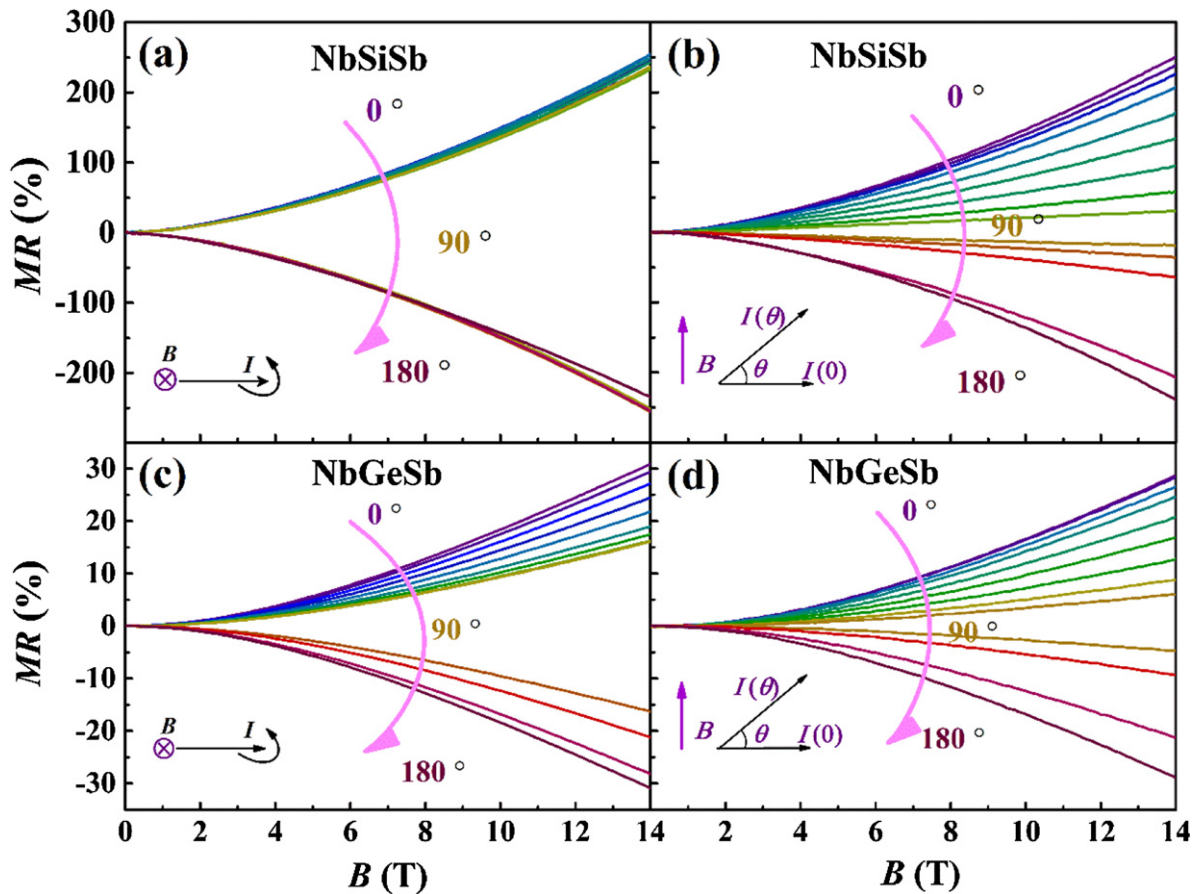 (a) NbSiSb
0 °
90 °
180 °
B I
300
200
100
0
-100
-200
MR (%)
(b) NbSiSb
0 °
90 °
180 °
B I(θ) θ I(0)
(c) NbGeSb
0 °
90 °
180 °
B I
30
20
10
0
-10
-20
-30
MR (%)
0 2 4 6 8 10 12 14
B (T)
(d) NbGeSb
0 °
90 °
180 °
B I(θ) θ I(0)
2 4 6 8 10 12 14
B (T)